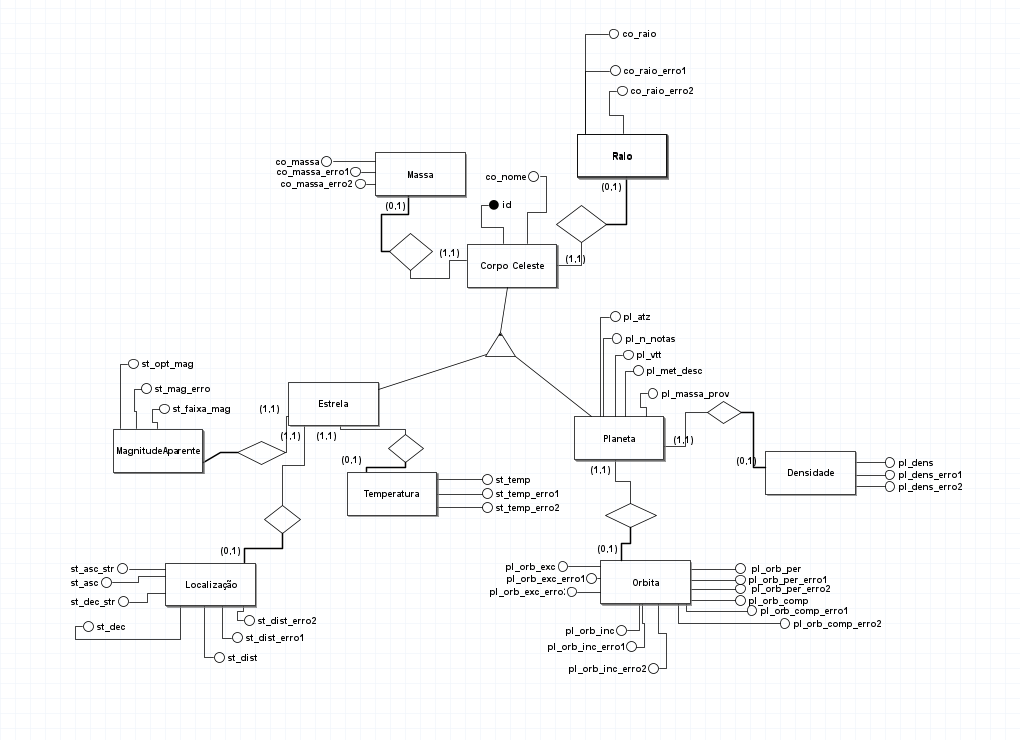 co_raio
co_raio_erro1
co_raio_erro2
Raio
(0,1)
co_massa
co_massa_erro1
co_massa_erro2
Massa
(0,1)
co_nome
id
(1,1)
Corpo Celeste
(1,1)
pl_atz
pl_n_notas
pl_vtt
pl_met_desc
pl_massa_prov
st_opt_mag
st_mag_erro
st_faixa_mag
MagnitudeAparente
Estrela
(1,1)
(1,1)
(1,1)
Planeta
(1,1)
(1,1)
(0,1)
Densidade
pl_dens
pl_dens_erro1
pl_dens_erro2
(0,1)
Temperatura
st_temp
st_temp_erro1
st_temp_erro2
(0,1)
Localização
st_asc_str
st_asc
st_dec_str
st_dec
st_dist_erro2
st_dist_erro1
st_dist
(0,1)
Orbita
pl_orb_exc
pl_orb_exc_erro1
pl_orb_exc_erro
pl_orb_per
pl_orb_per_erro1
pl_orb_per_erro2
pl_orb_comp
pl_orb_comp_erro1
pl_orb_comp_erro2
pl_orb_inc
pl_orb_inc_erro1
pl_orb_inc_erro2